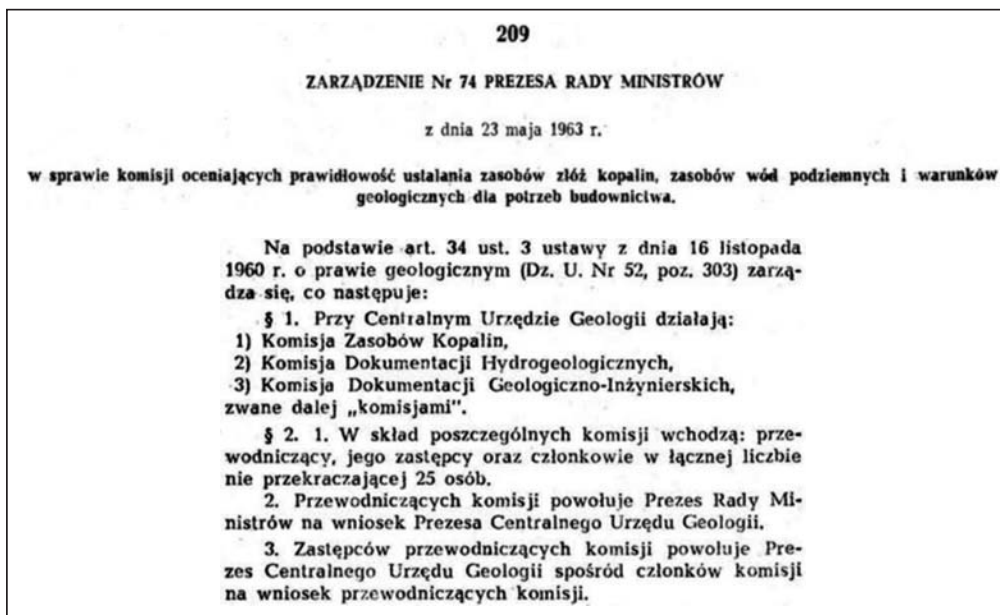 209
ZARZĄDZENIE Nr 74 PREZESA RADY MINISTRÓW
z dnia 23 maja 1963 r.
w sprawie komisji oceniających prawidłowość ustalania zasobów złóż kopalin, zasobów wód podziemnych i warunków
geologicznych dla potrzeb budownictwa.
Na podstawie art. 34 ust. 3 ustawy z dnia 16 listopada
1960 r. o prawie geologicznym (Dz. U. Nr 52, poz. 303) zarzą-
dza się, co następuje:
§ 1. Przy Centralnym Urzędzie Geologii działają:
1) Komisja Zasobów Kopalin,
2) Komisja Dokumentacji Hydrogeologicznych,
3) Komisja Dokumentacji Geologiczno-Inżynierskich,
zwane dalej „komisjami".
§ 2. 1. W skład poszczególnych komisji wchodzą: prze-
wodniczący, jego zastępcy oraz członkowie w łącznej liczbie
nie przekraczającej 25 osób.
2. Przewodniczących komisji powołuje Prezes Rady Mi-
nistrów na wniosek Prezesa Centralnego Urzędu Geologii.
3. Zastępców przewodniczących komisji powołuje Pre-
zes Centralnego Urzędu Geologii spośród członków komisji
na wniosek przewodniczących komisji.